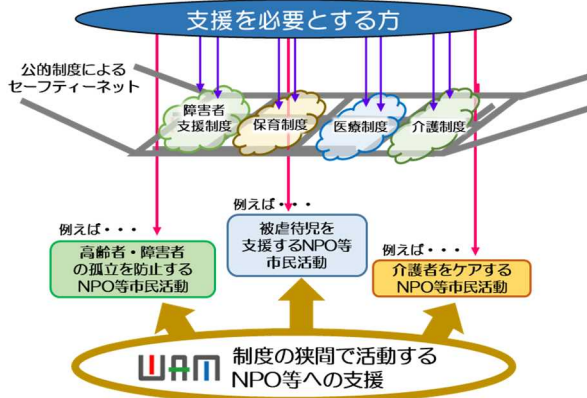 支援を必要とする方
公的制度による
セーフティーネット
障害者
支援制度
保育制度
医療制度
介護制度
例えば・・・
高齢者・障害者
の孤立を防止する
NPO等市民活動
例えば・・・
被虐待児を
支援するNPO等
市民活動
例えば・・・
介護者をケアする
NPO等市民活動
WAM
制度の狭間で活動する
NPO等への支援